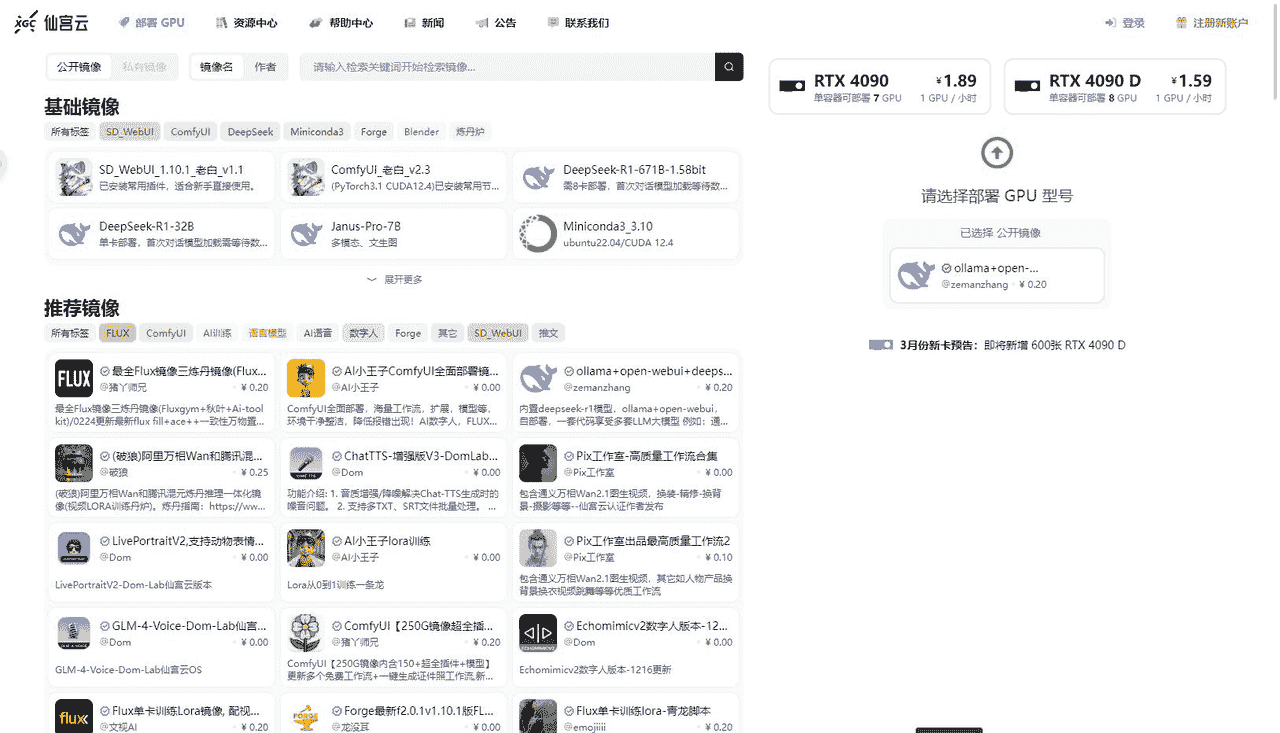 XGC 仙宫云
部署 GPU
资源中心
帮助中心
新闻
公告
联系我们
登录
注册新账户
公开镜像
私有镜像
镜像名
作者
请输入检索关键词开始检索镜像...
基础镜像
所有标签 SD_WebUI ComfyUI DeepSeek Miniconda3 Forge Blender 炼丹炉
SD_WebUI_1.10.1_老白_v1.1
已安装常用插件，适合新手直接使用。
ComfyUI_老白_v2.3
(PyTorch3.1 CUDA12.4)已安装常用节...
DeepSeek-R1-671B-1.58bit
需8卡部署，首次对话模型加载等待数...
DeepSeek-R1-32B
单卡部署，首次对话模型加载需等待数...
Janus-Pro-7B
多模态、文生图
Miniconda3_3.10
ubuntu22.04/CUDA 12.4
展开更多
推荐镜像
所有标签 FLUX ComfyUI AI训练 语言模型 AI语音 数字人 Forge 其它 SD_WebUI 推文
FLUX
最全Flux镜像三炼丹镜像(Flux...
@猪丫师兄 ¥ 0.20
最全Flux镜像三炼丹镜像(Fluxgym+秋叶+Ai-tool
kit)/0224更新最新flux fill+ace++一致性万物置...
AI小王子ComfyUI全面部署镜...
@AI小王子 ¥ 0.00
ComfyUI全面部署，海量工作流，扩展，模型等，
环境干净整洁，降低报错出现！AI数字人，FLUX...
ollama+open-webui+deeps...
@zemanzhang ¥ 0.20
内置deepseek-r1模型，ollama+open-webui，
自部署，一套代码享受多套LLM大模型 例如：通...
(破狼)阿里万相Wan和腾讯混...
@破狼 ¥ 0.25
(破狼)阿里万相Wan和腾讯混元炼丹推理一体化镜
像(视频LORA训练丹炉)。炼丹指南：https://ww...
ChatTTS-增强版V3-DomLab...
@Dom ¥ 0.00
功能介绍: 1. 音质增强/降噪解决Chat-TTS生成时的
噪音问题。 2. 支持多TXT、SRT文件批量处理。 ...
Pix工作室-高质量工作流合集
@Pix工作室 ¥ 0.00
包含通义万相Wan2.1图生视频，换装-精修-换背
景-摄影等等--仙宫云认证作者发布
LivePortraitV2,支持动物表情...
@Dom ¥ 0.00
LivePortraitV2-Dom-Lab仙宫云版本
AI小王子lora训练
@AI小王子 ¥ 0.00
Lora从0到1训练一条龙
Pix工作室出品最高质量工作流2
@Pix工作室 ¥ 0.10
包含通义万相Wan2.1图生视频，其它如人物产品换
背景换衣视频跳舞等等优质工作流
GLM-4-Voice-Dom-Lab仙宫...
@Dom ¥ 0.00
GLM-4-Voice-Dom-Lab仙宫云OS
ComfyUI【250G镜像超全插...
@猪丫师兄 ¥ 0.20
ComfyUI【250G镜像内含150+超全插件+模型】
更新多个免费工作流+一键生成证件照工作流,新...
Echomimicv2数字人版本-12...
@Dom ¥ 0.00
Echomimicv2数字人版本-1216更新
flux
Flux单卡训练Lora镜像, 配视...
@文视AI ¥ 0.20
FORGE
Forge最新f2.0.1v1.10.1版FL...
@龙没耳 ¥ 0.00
Flux单卡训练lora-青龙脚本
@emojiiii ¥ 0.20
RTX 4090 ¥1.89
单容器可部署 7 GPU 1 GPU / 小时
RTX 4090 D ¥1.59
单容器可部署 8 GPU 1 GPU / 小时
请选择部署 GPU 型号
已选择 公开镜像
ollama+open-...
@zemanzhang ¥ 0.20
3月份新卡预告：即将新增 600张 RTX 4090 D